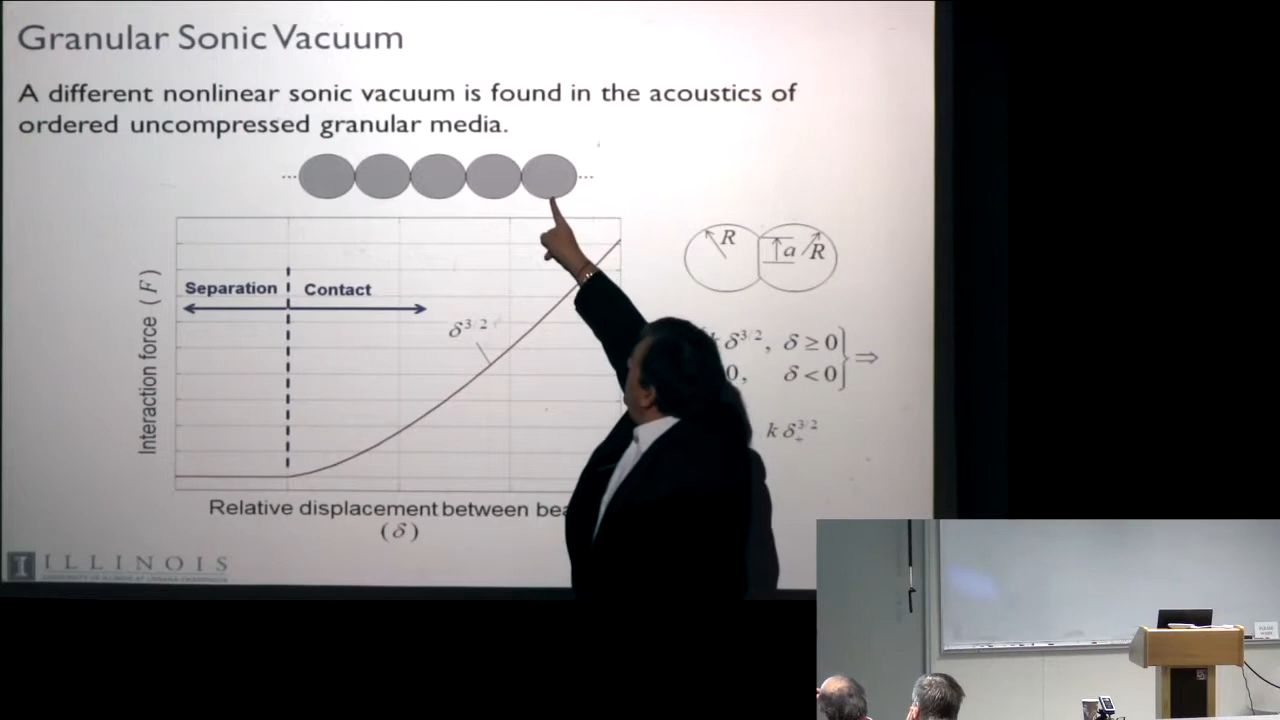 Granular Sonic Vacuum
A different nonlinear sonic vacuum is found in the acoustics of
ordered uncompressed granular media.
Interaction force (F)
Separation
Contact
δ3/2
Relative displacement between
(δ)
R
a
R
δ3/2, δ≥0
0, δ<0
⇒
k δ+3/2
I ILLINOIS